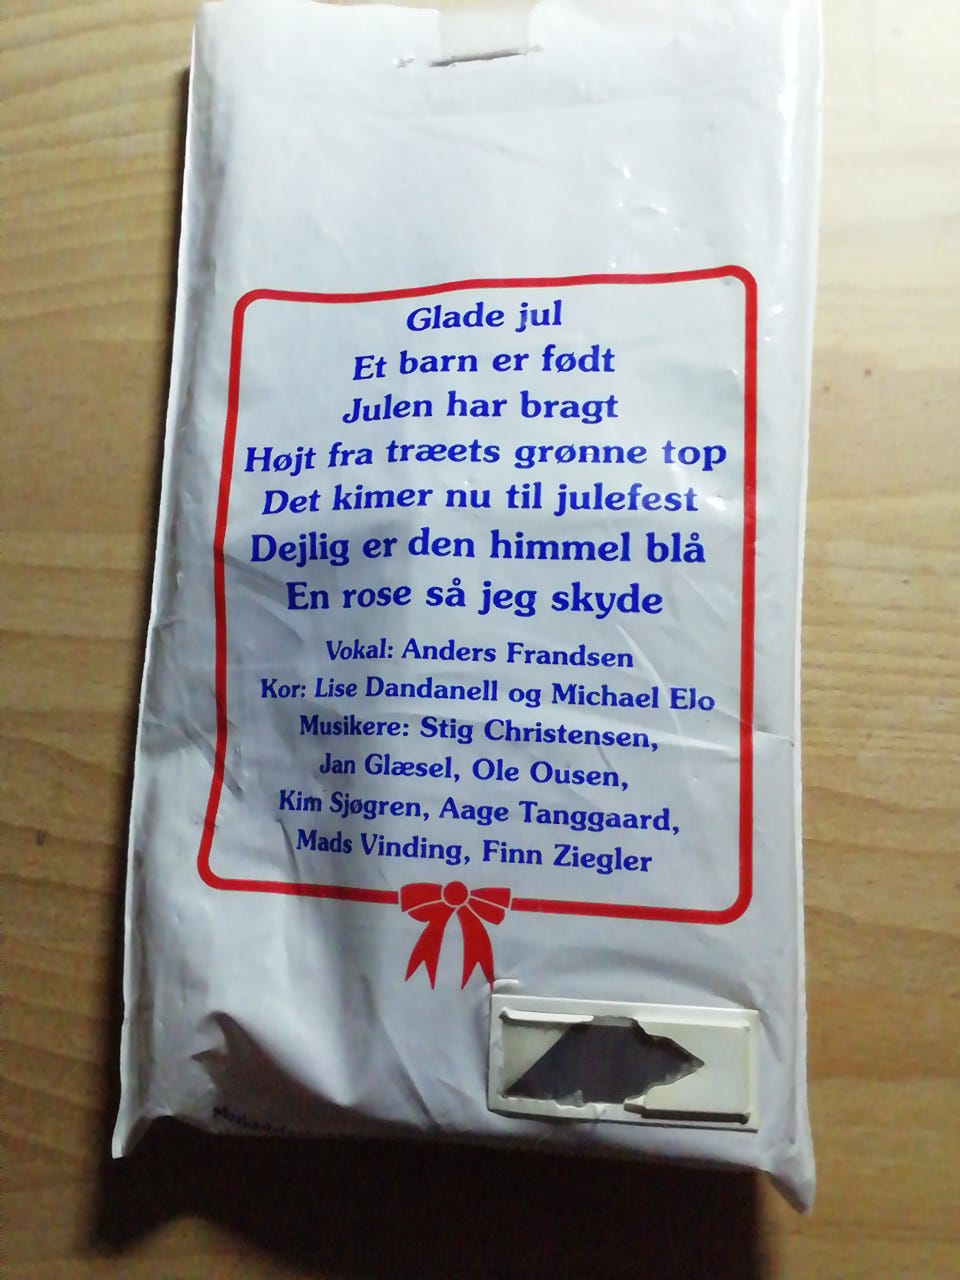 Glade jul
Et barn er født
Julen har bragt
Højt fra træets grønne top
Det kimer nu til julefest
Dejlig er den himmel blå
En rose så jeg skyde
Vokal: Anders Frandsen
Kor: Lise Dandanell og Michael Elo
Musikere: Stig Christensen,
Jan Glæsel, Ole Ousen,
Kim Sjøgren, Aage Tanggaard,
Mads Vinding, Finn Ziegler